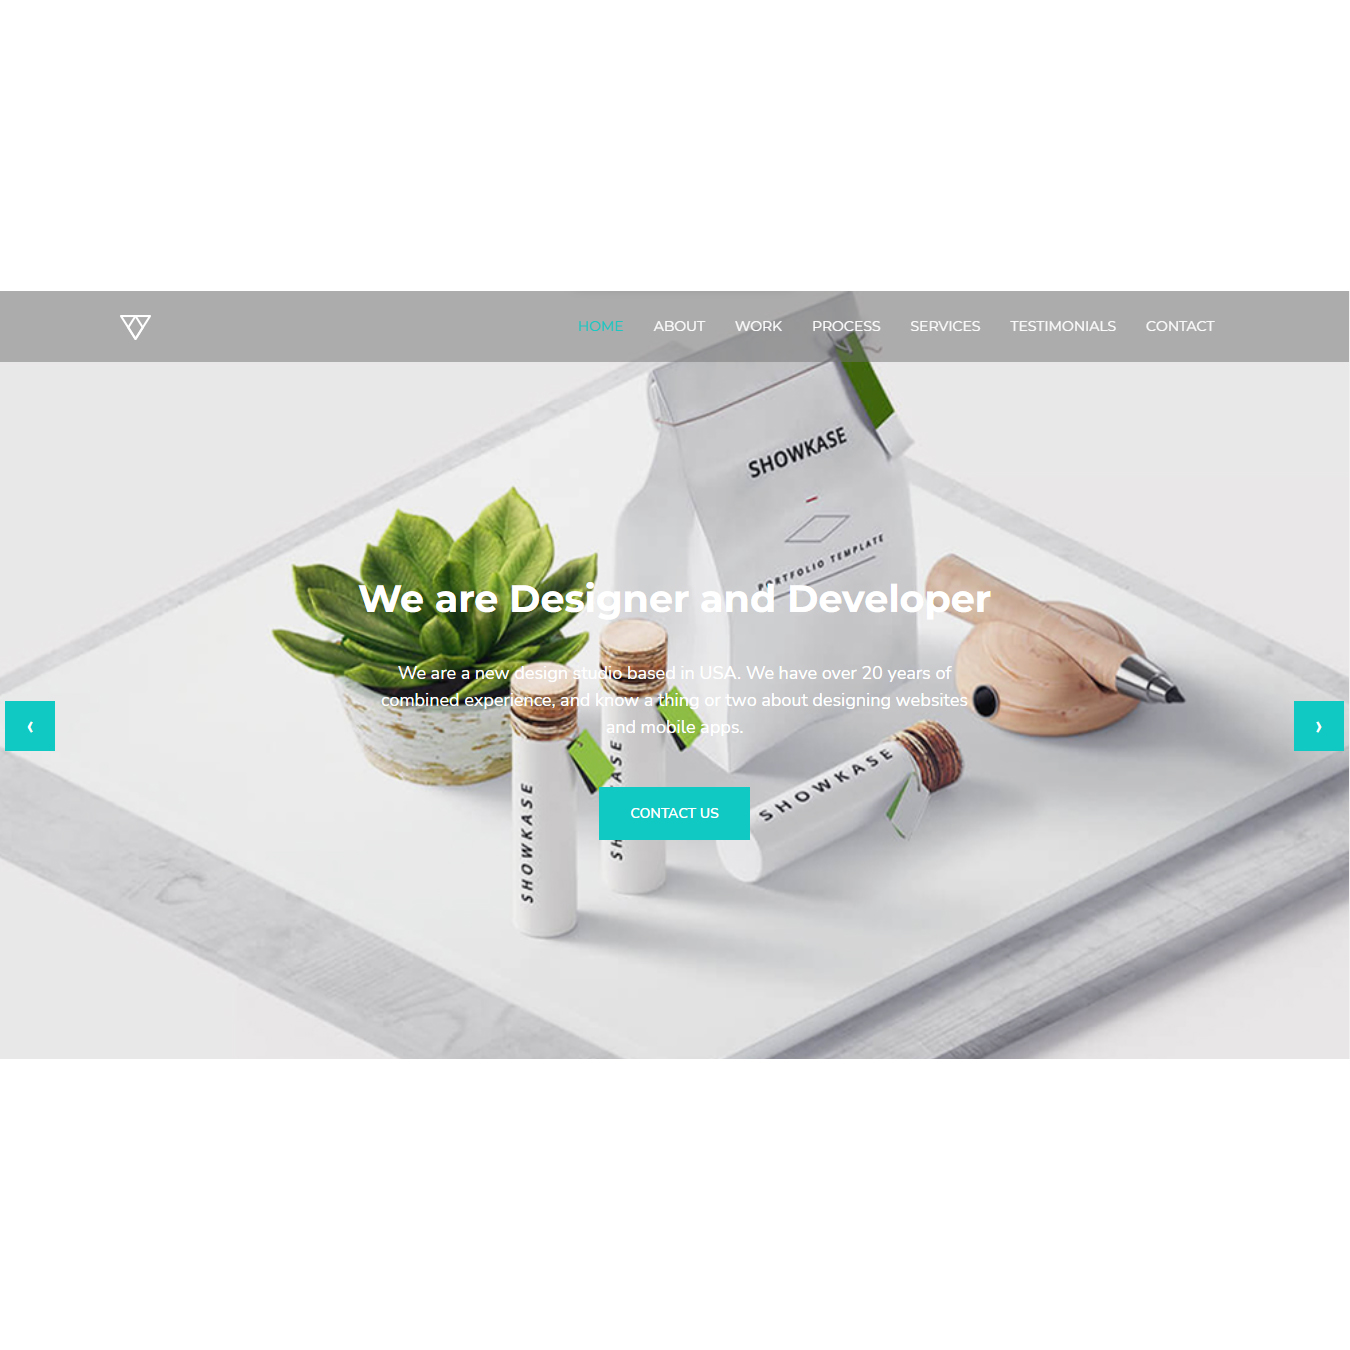 HOME ABOUT WORK PROCESS SERVICES TESTIMONIALS CONTACT
SHOWKASE
PORTFOLIO TEMPLATE
We are Designer and Developer
We are a new design studio based in USA. We have over 20 years of
combined experience, and know a thing or two about designing websites
and mobile apps.
‹
›
CONTACT US
SHOWKASE
SHOWKASE